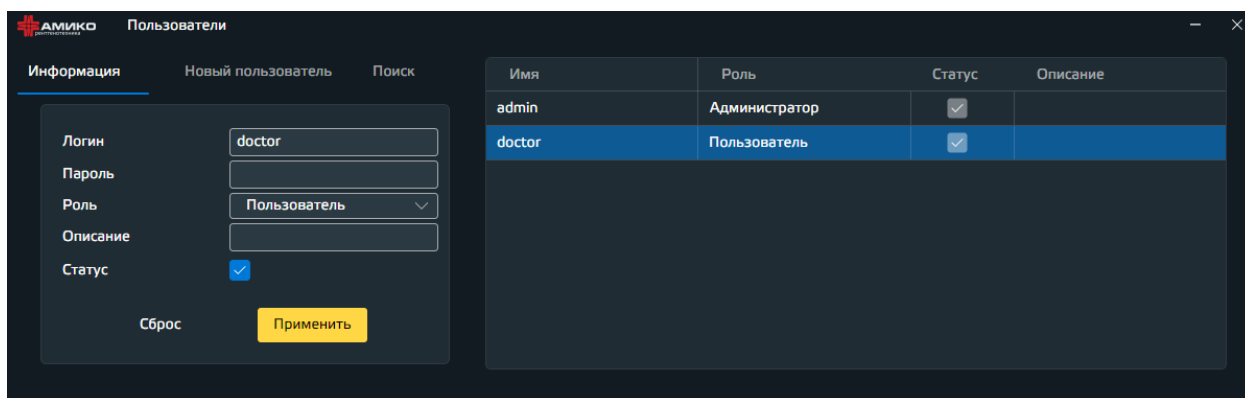 АМИКО Пользователи
рентгенотехника
Информация Новый пользователь Поиск
Логин doctor
Пароль
Роль Пользователь
Описание
Статус
Сброс Применить
Имя Роль Статус Описание
admin Администратор
doctor Пользователь